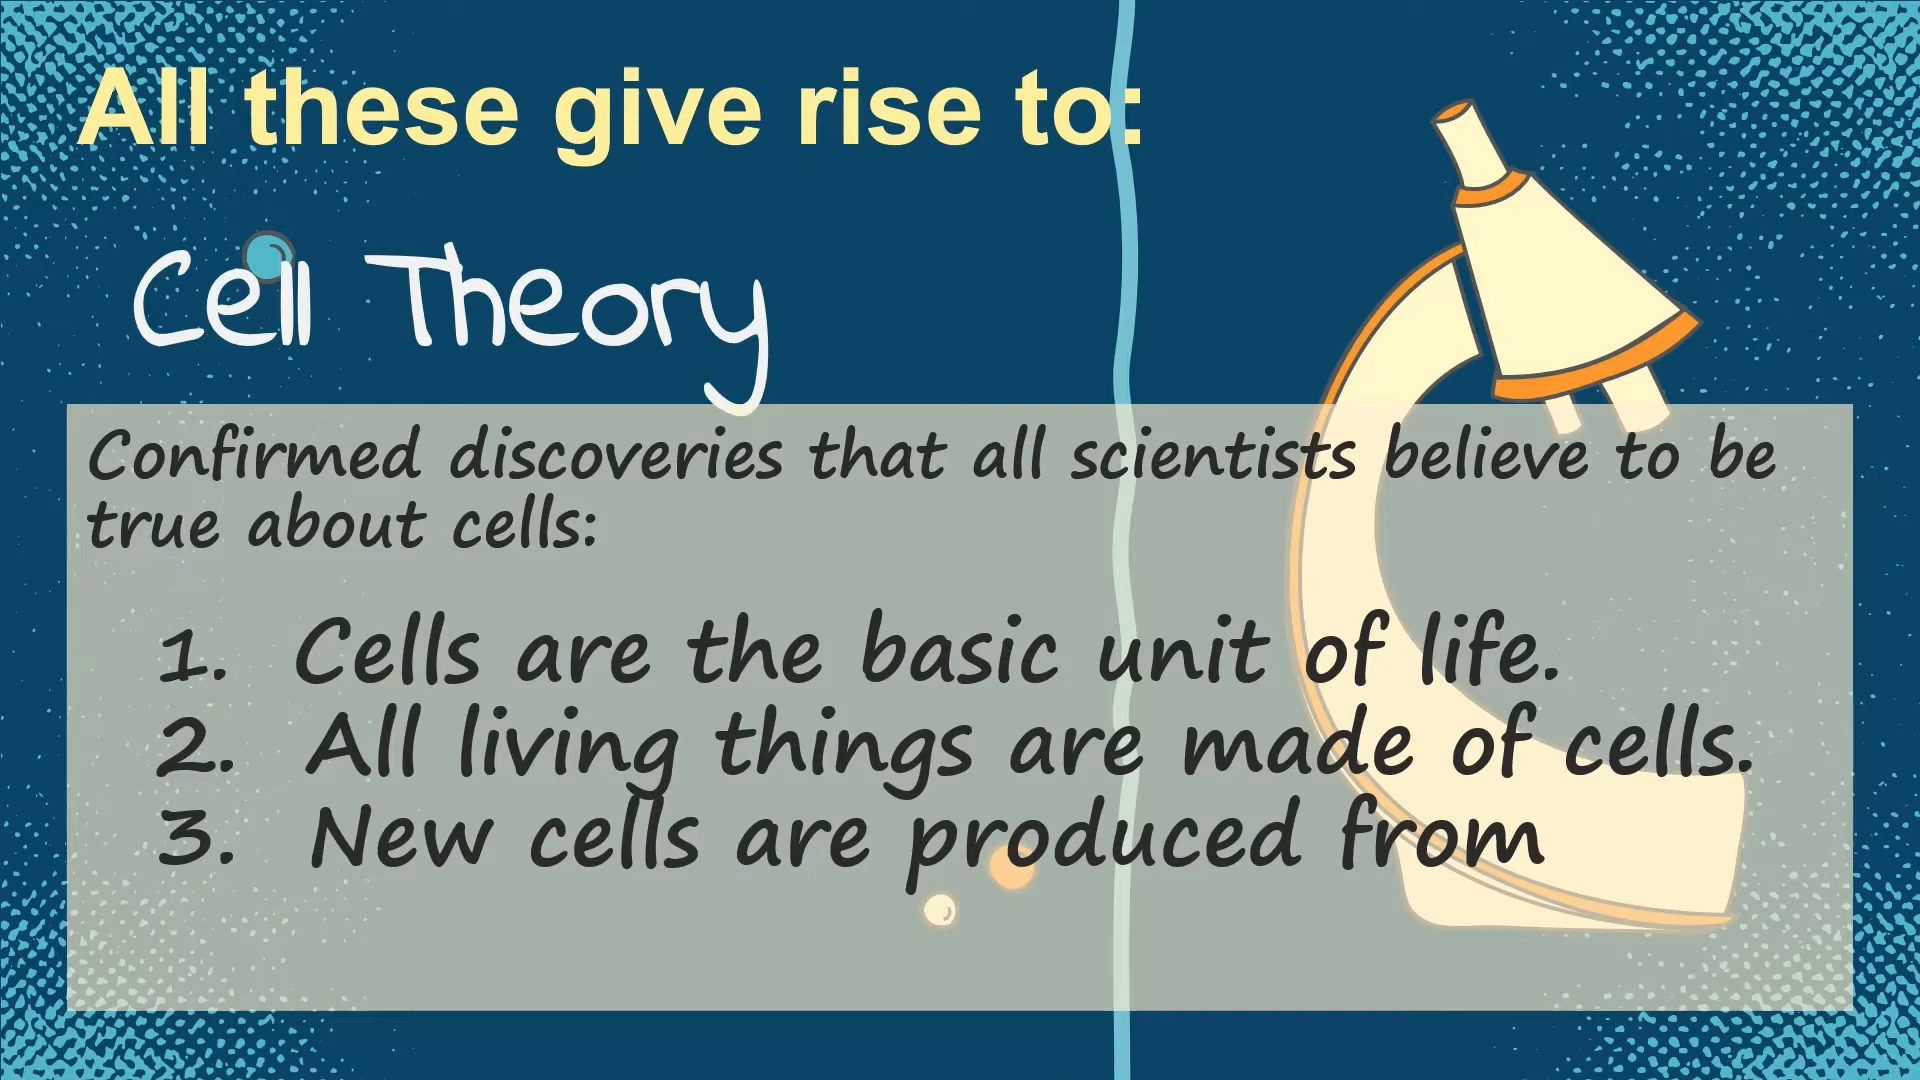 All these give rise to:
Cell Theory
Confirmed discoveries that all scientists believe to be
true about cells:
1. Cells are the basic unit of life.
2. All living things are made of cells.
3. New cells are produced from